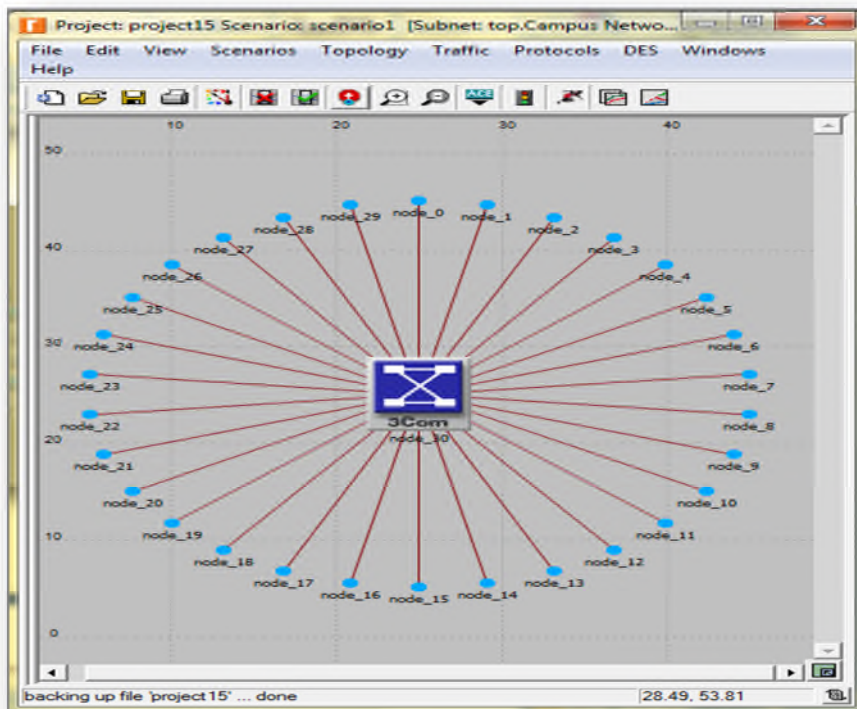 Project: project15 Scenario: scenario1 [Subnet: top.Campus Netwo...
File Edit View Scenarios Topology Traffic Protocols DES Windows
Help
ACE
10 20 30 40
50
node_29 node_0 node_1
node_28 node_2
node_27 node_3
40
node_26 node_4
node_25 node_5
node_24 node_6
30
node_23 node_7
3Com
node_22 node_30 node_8
20
node_21 node_9
node_20 node_10
node_19 node_11
10
node_18 node_12
node_17 node_13
node_16 node_15 node_14
0
backing up file 'project15' ... done 28.49, 53.81